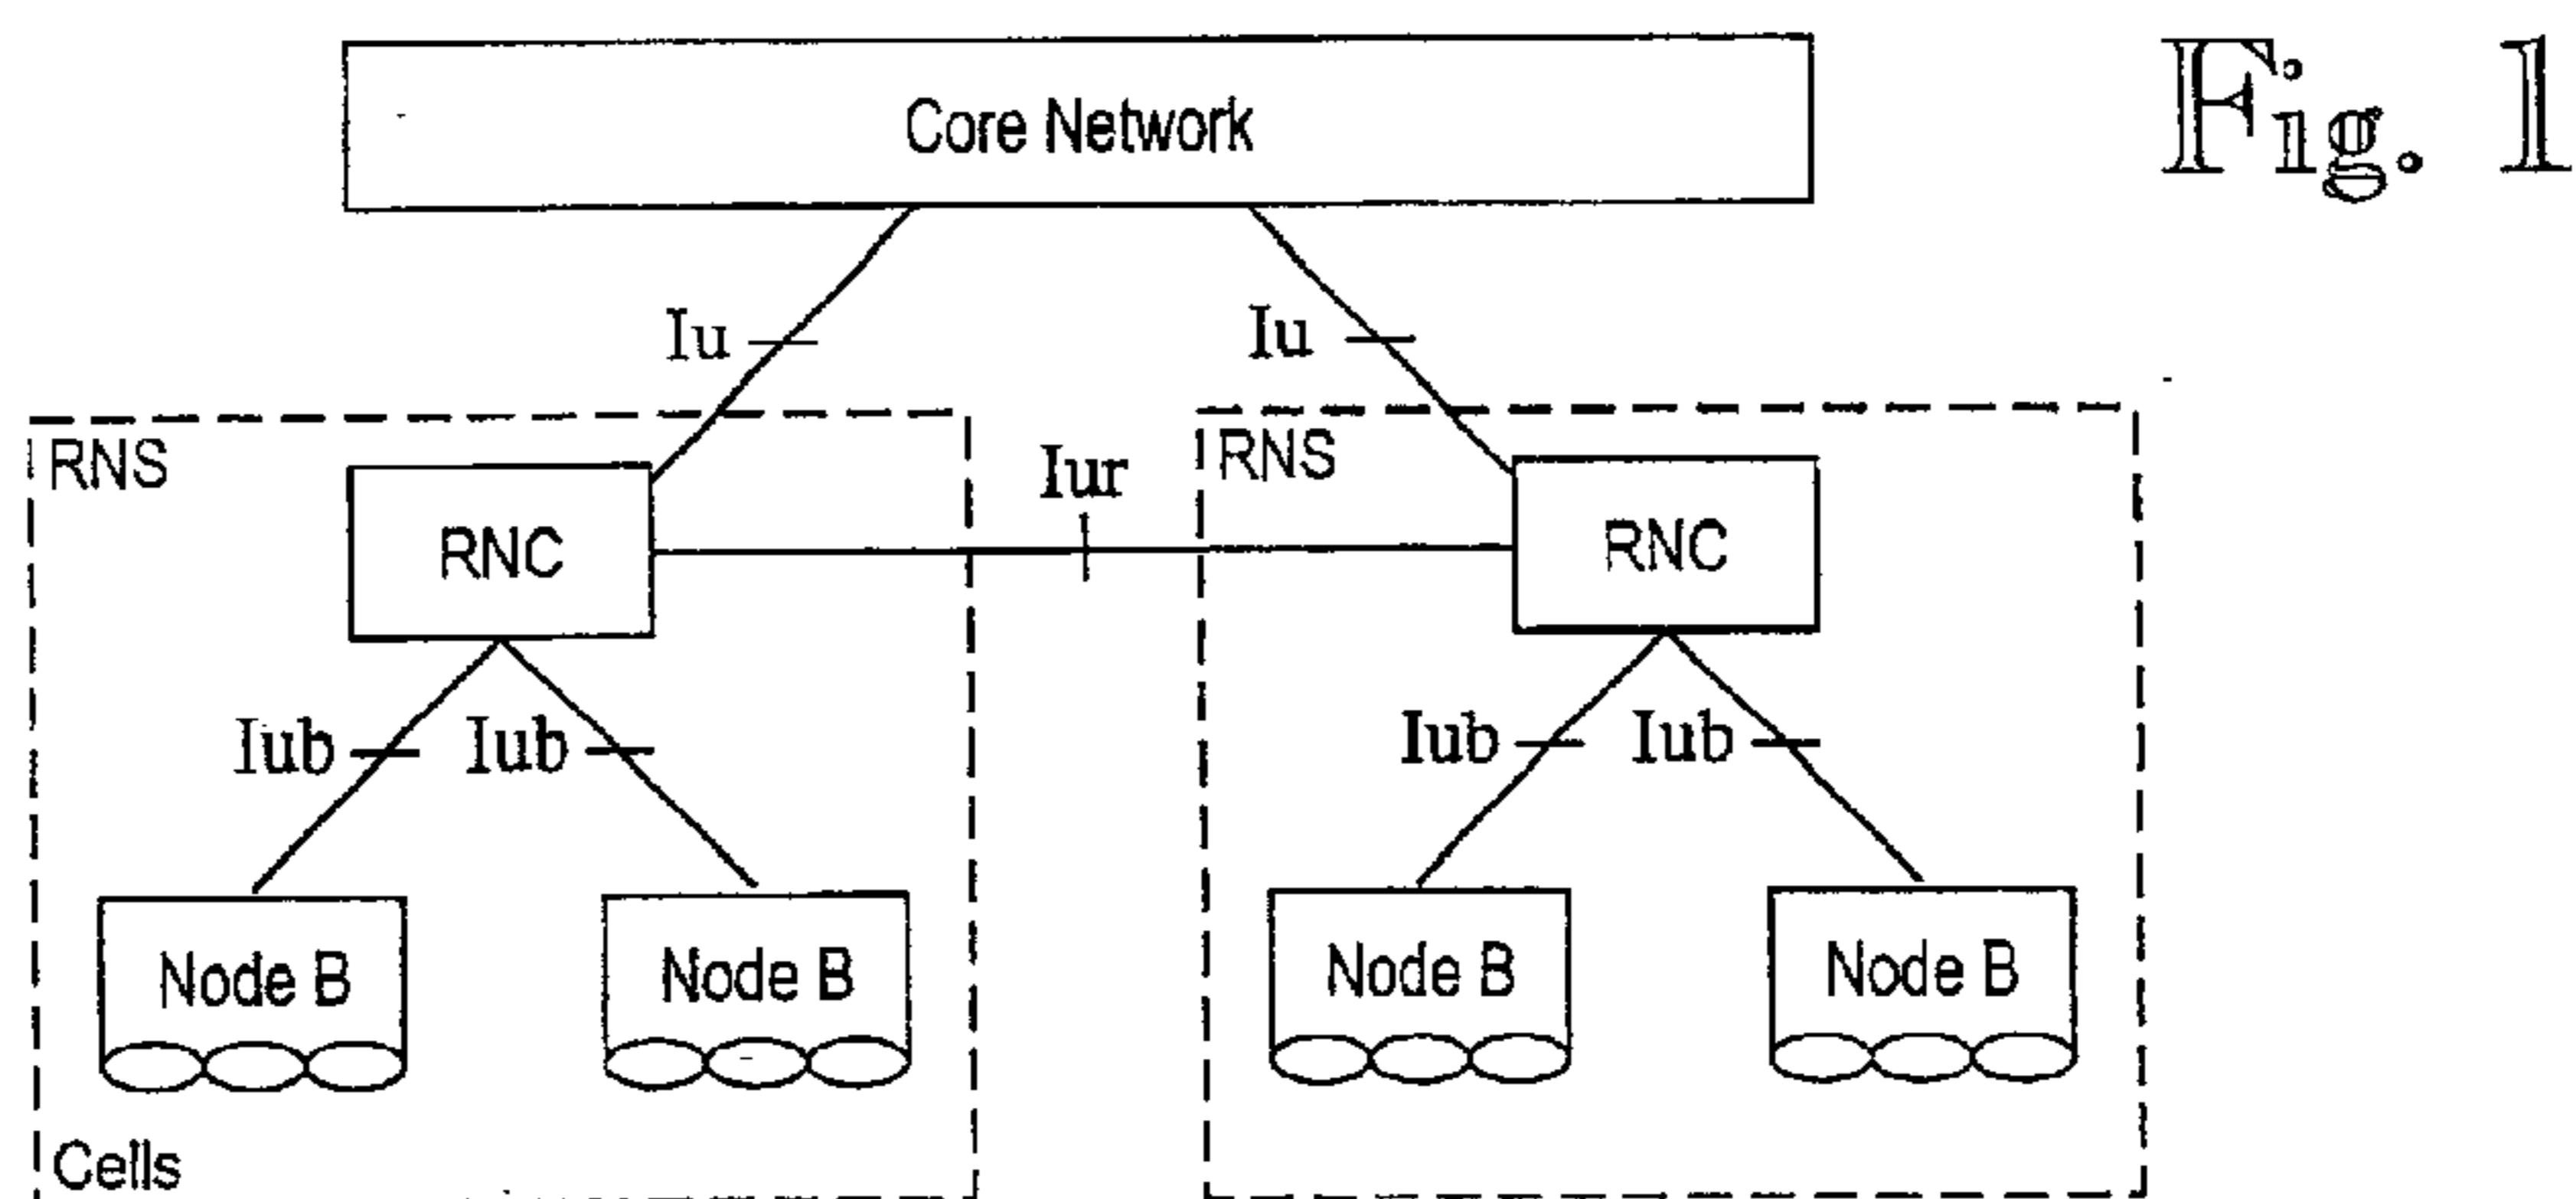 Fig. 1
Core Network
Iu
Iu
RNS
RNS
Iur
RNC
RNC
Iub
Iub
Iub
Iub
Node B
Node B
Node B
Node B
Cells